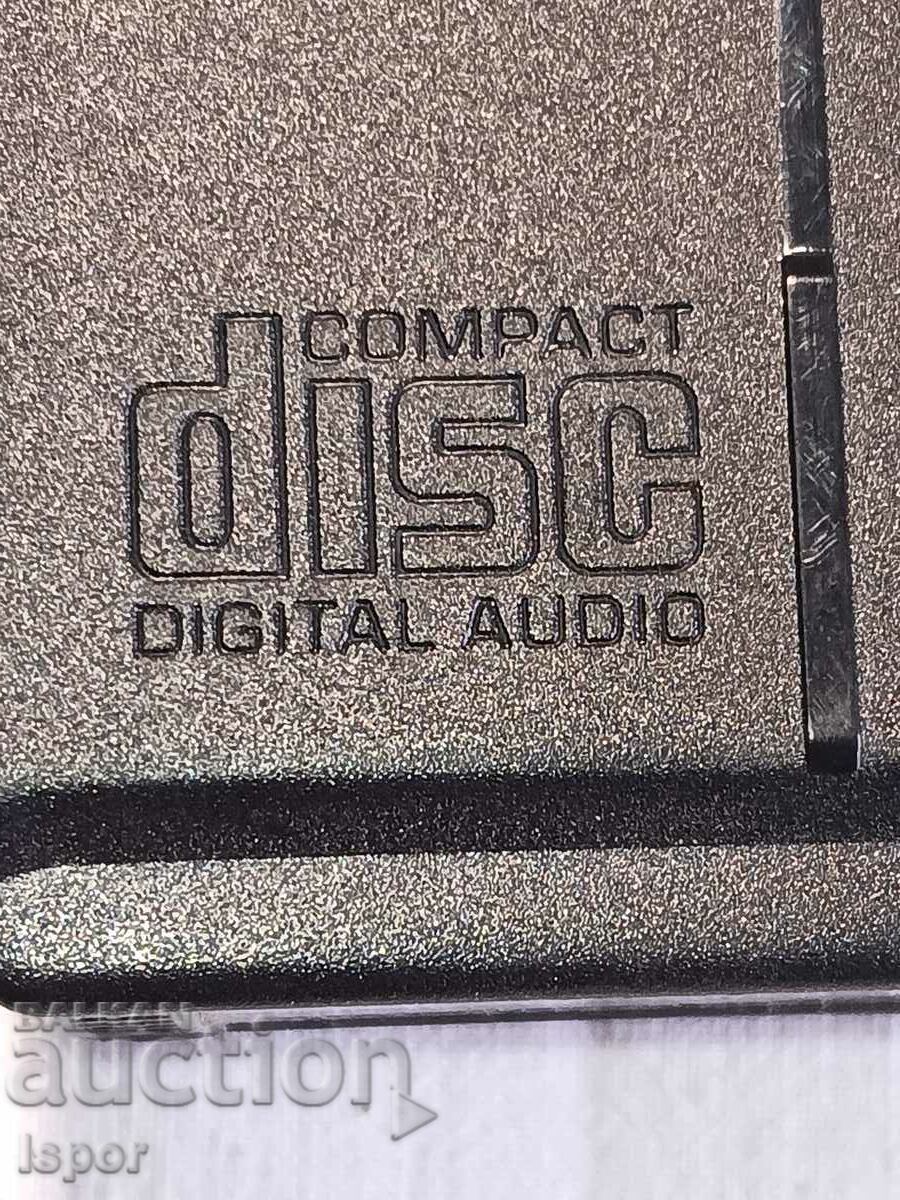 COMPACT
disc
DIGITAL AUDIO
BALKAN
auction
Ispor